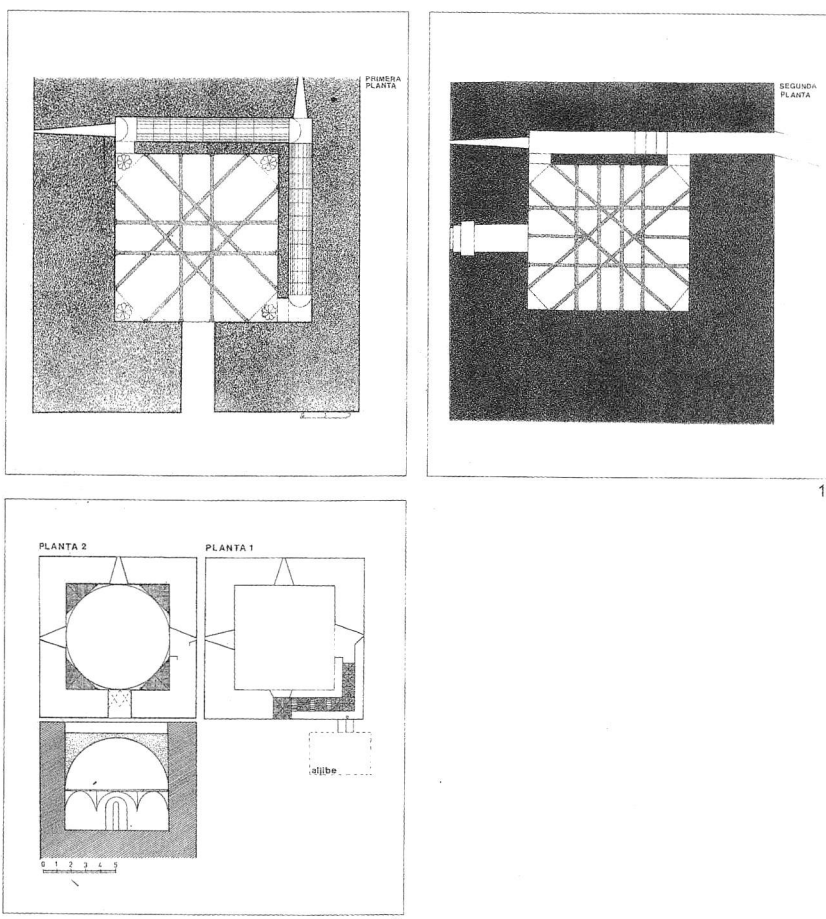 PRIMERA
PLANTA
SEGUNDA
PLANTA
1
PLANTA 2
PLANTA 1
aljibe
0 1 2 3 4 5